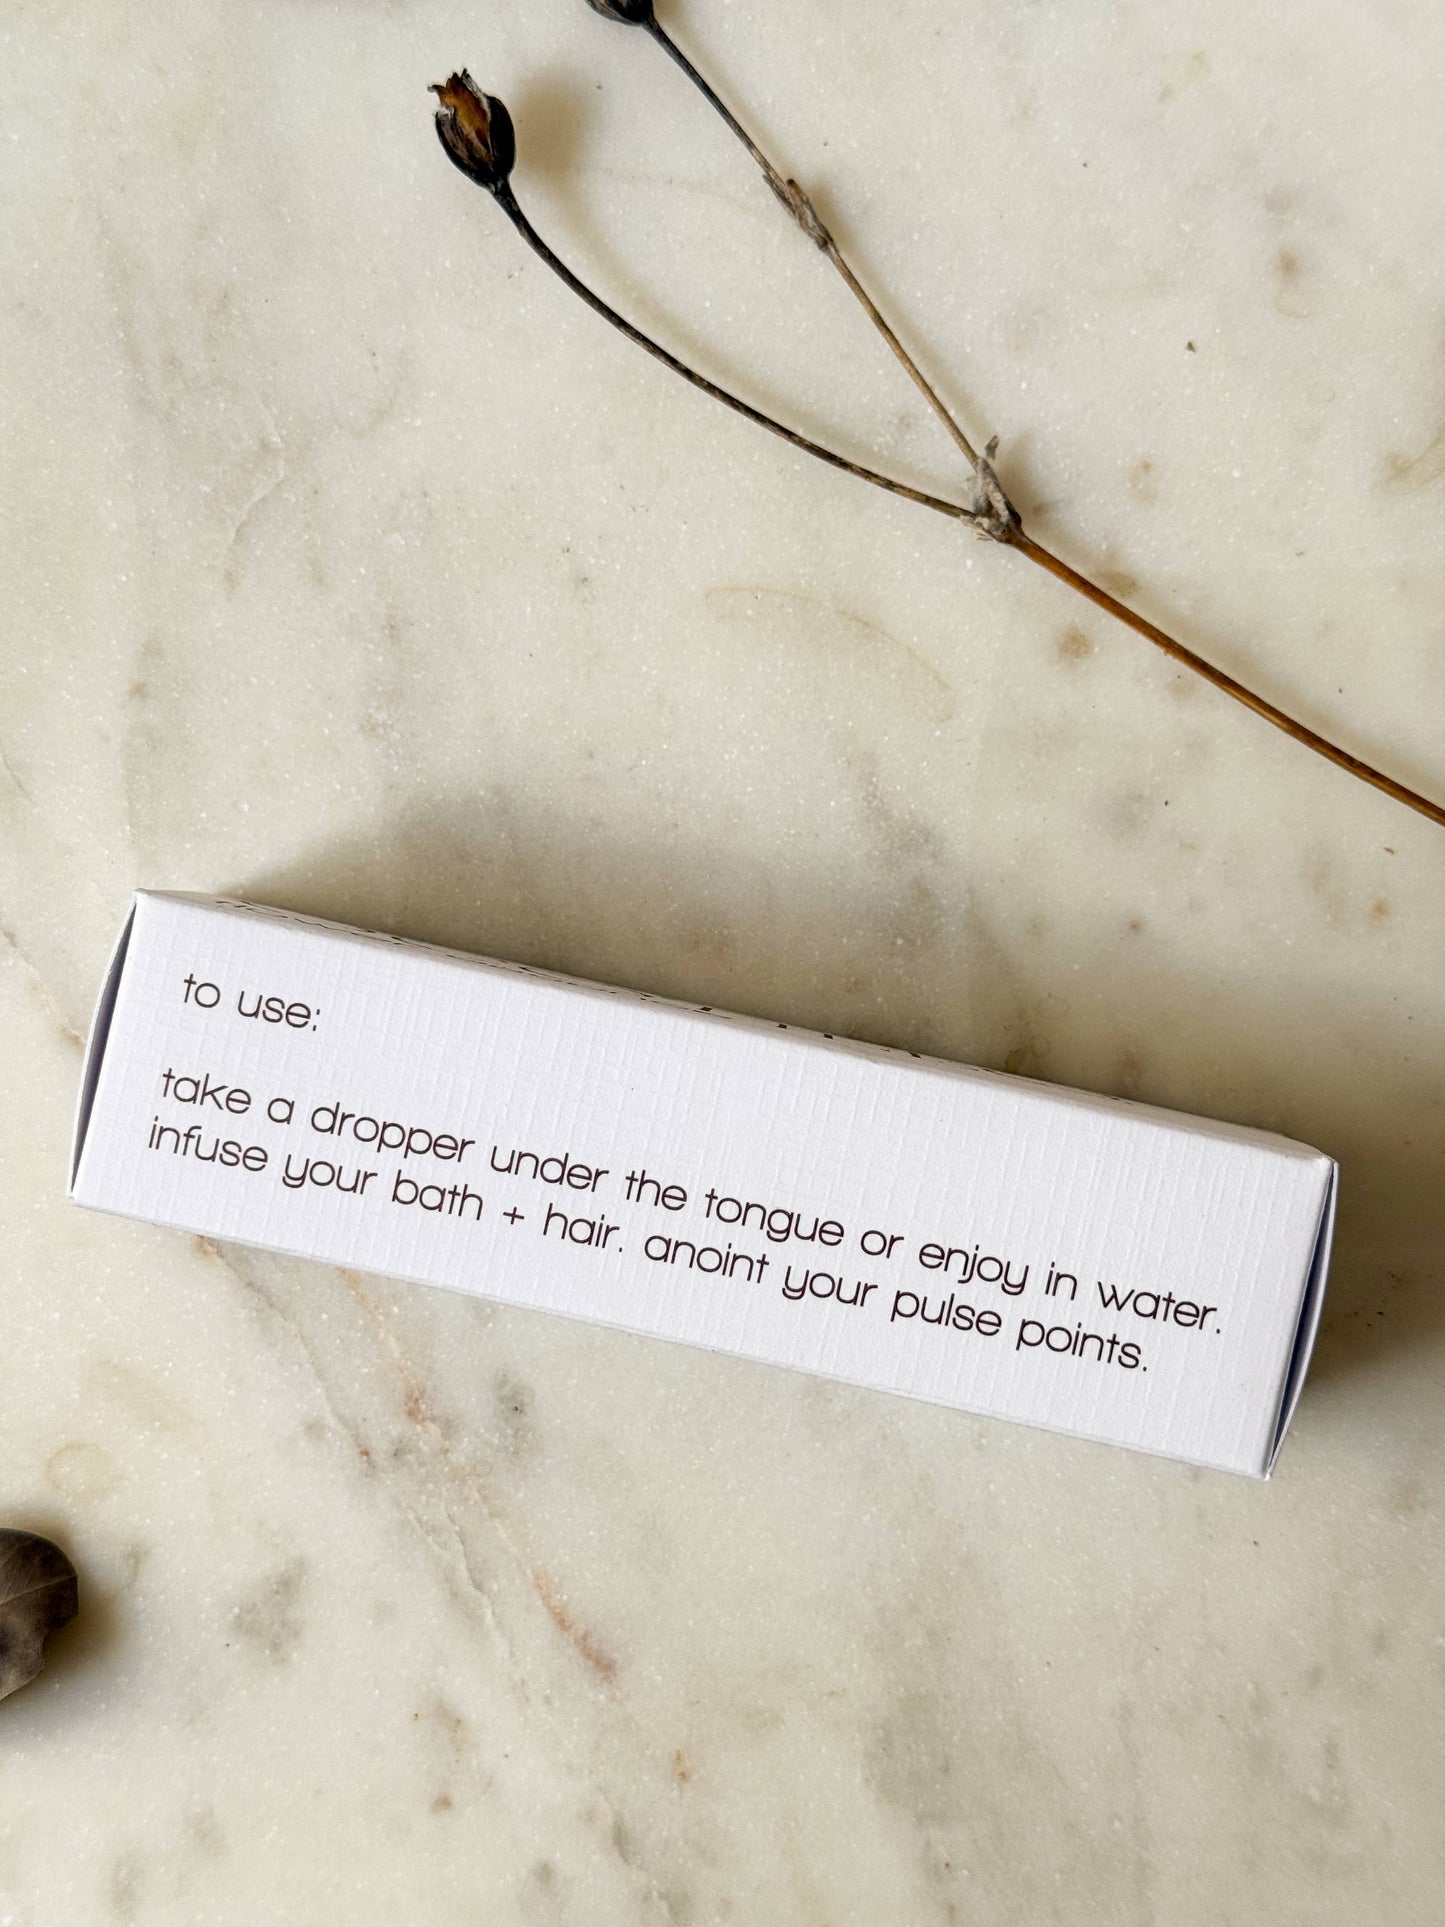 to use:
take a dropper under the tongue or enjoy in water.
infuse your bath + hair. anoint your pulse points.